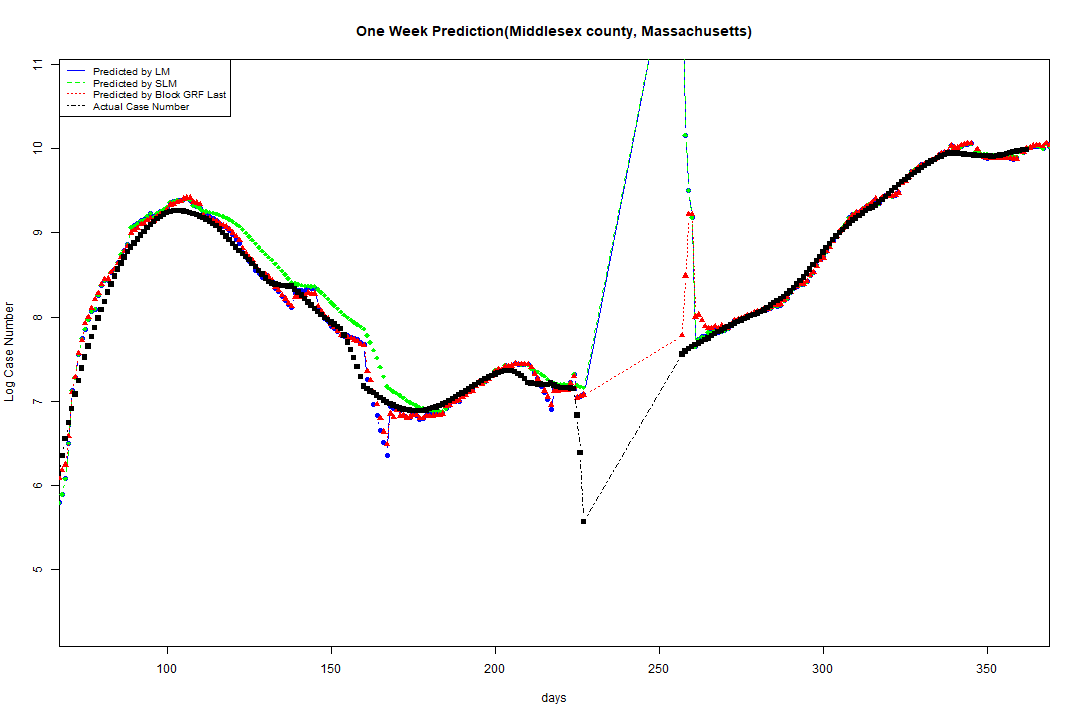 One Week Prediction(Middlesex county, Massachusetts)
Predicted by LM
Predicted by SLM
Predicted by Block GRF Last
Actual Case Number
11
10
9
8
7
6
5
Log Case Number
100 150 200 250 300 350
days